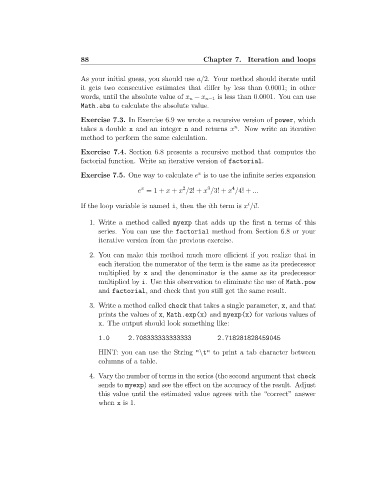 88 Chapter 7. Iteration and loops
As your initial guess, you should use a/2. Your method should iterate until
it gets two consecutive estimates that differ by less than 0.0001; in other
words, until the absolute value of xₙ − xₙ₋₁ is less than 0.0001. You can use
Math.abs to calculate the absolute value.
Exercise 7.3. In Exercise 6.9 we wrote a recursive version of power, which
takes a double x and an integer n and returns xⁿ. Now write an iterative
method to perform the same calculation.
Exercise 7.4. Section 6.8 presents a recursive method that computes the
factorial function. Write an iterative version of factorial.
Exercise 7.5. One way to calculate eˣ is to use the infinite series expansion
eˣ = 1 + x + x²/2! + x³/3! + x⁴/4! + ...
If the loop variable is named i, then the ith term is xⁱ/i!.
1. Write a method called myexp that adds up the first n terms of this
series. You can use the factorial method from Section 6.8 or your
iterative version from the previous exercise.
2. You can make this method much more efficient if you realize that in
each iteration the numerator of the term is the same as its predecessor
multiplied by x and the denominator is the same as its predecessor
multiplied by i. Use this observation to eliminate the use of Math.pow
and factorial, and check that you still get the same result.
3. Write a method called check that takes a single parameter, x, and that
prints the values of x, Math.exp(x) and myexp(x) for various values of
x. The output should look something like:
1.0 2.708333333333333 2.718281828459045
HINT: you can use the String "\t" to print a tab character between
columns of a table.
4. Vary the number of terms in the series (the second argument that check
sends to myexp) and see the effect on the accuracy of the result. Adjust
this value until the estimated value agrees with the “correct” answer
when x is 1.